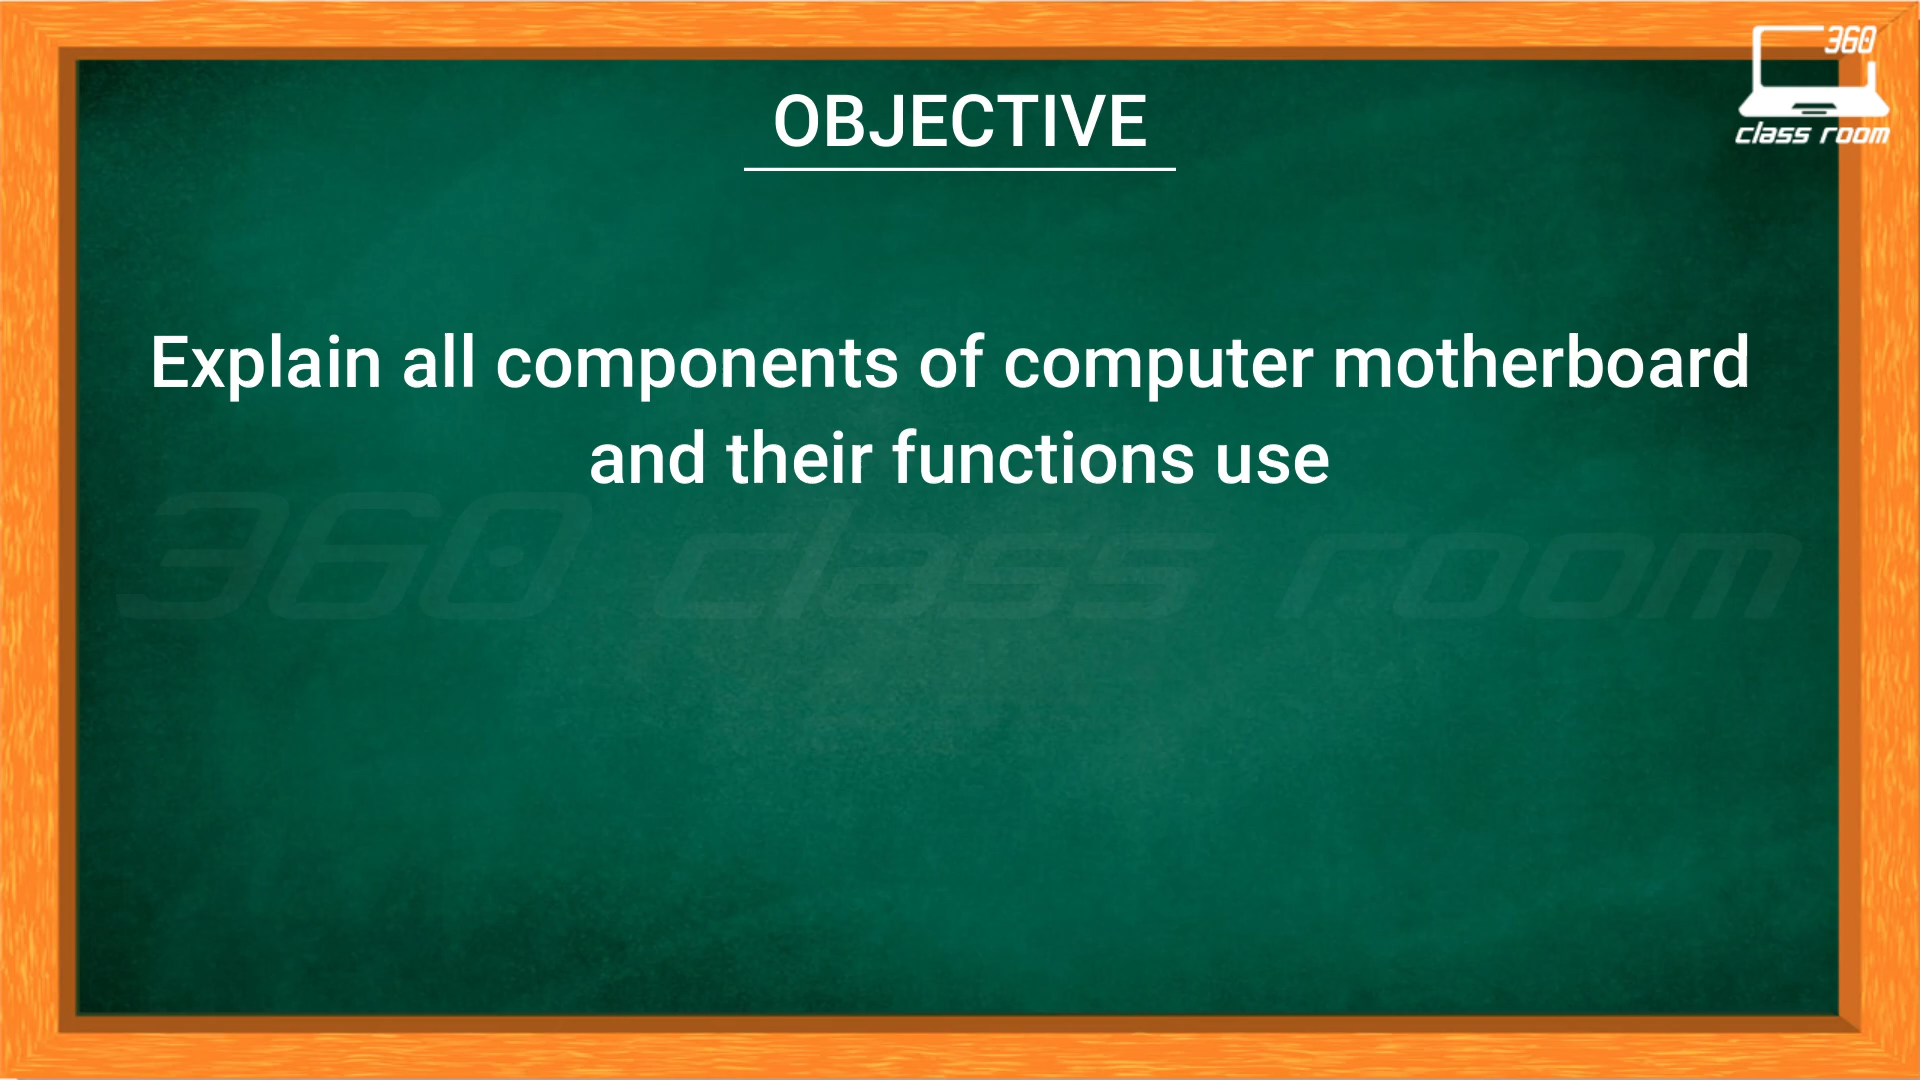 360
class room
OBJECTIVE
Explain all components of computer motherboard
and their functions use
360 class room